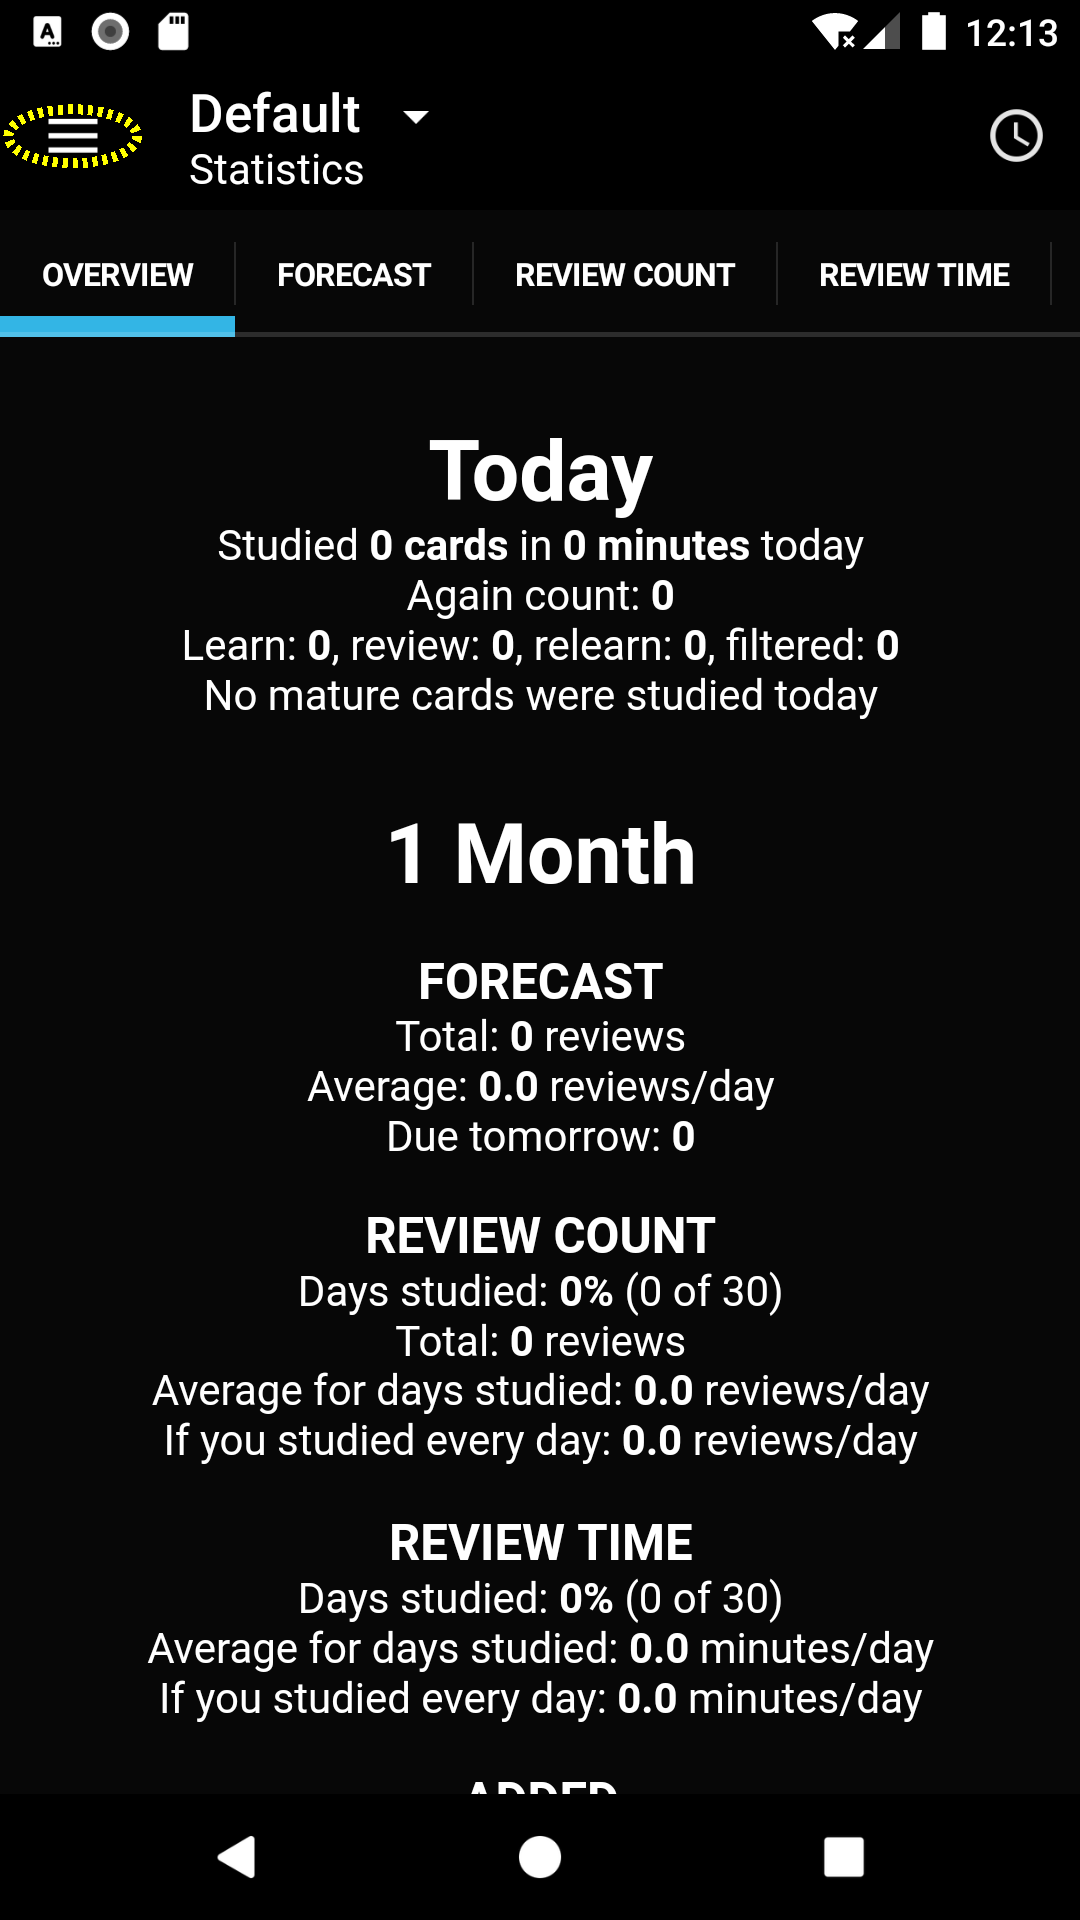 12:13
Default
Statistics
OVERVIEW
FORECAST
REVIEW COUNT
REVIEW TIME
Today
Studied 0 cards in 0 minutes today
Again count: 0
Learn: 0, review: 0, relearn: 0, filtered: 0
No mature cards were studied today
1 Month
FORECAST
Total: 0 reviews
Average: 0.0 reviews/day
Due tomorrow: 0
REVIEW COUNT
Days studied: 0% (0 of 30)
Total: 0 reviews
Average for days studied: 0.0 reviews/day
If you studied every day: 0.0 reviews/day
REVIEW TIME
Days studied: 0% (0 of 30)
Average for days studied: 0.0 minutes/day
If you studied every day: 0.0 minutes/day
ADDED